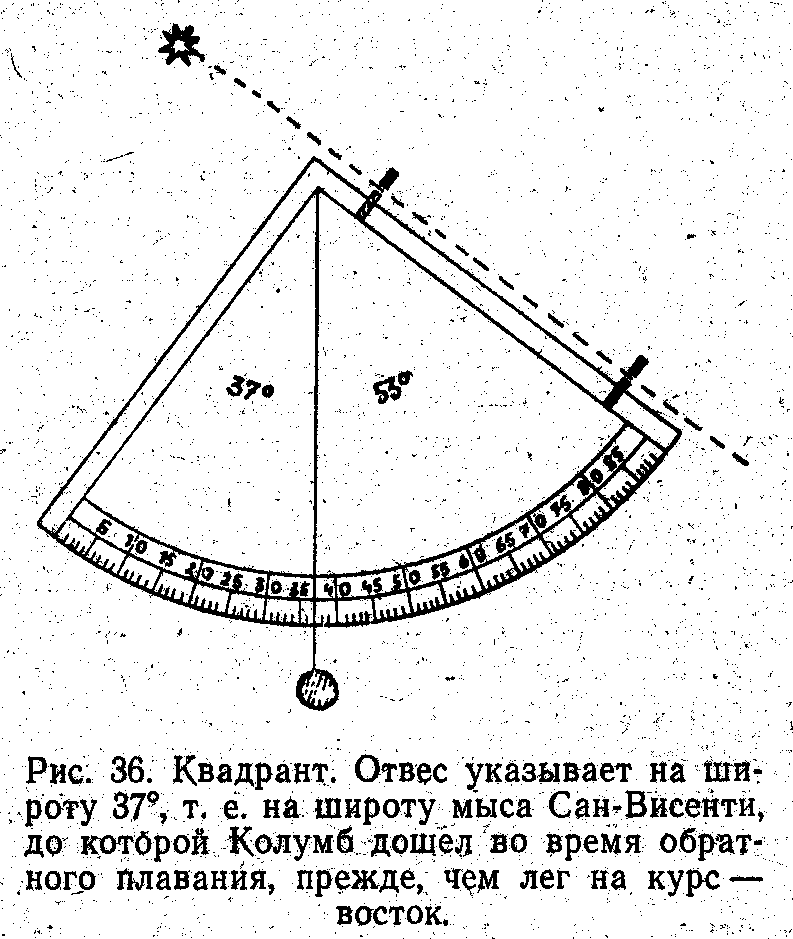 37° 53°
5 10 15 20 25 30 35 40 45 50 55 60 65 70 75 80 85
Рис. 36. Квадрант. Отвес указывает на ши-
роту 37°, т. е. на широту мыса Сан-Висенти,
до которой Колумб дошел во время обрат-
ного плавания, прежде, чем лег на курс —
восток.